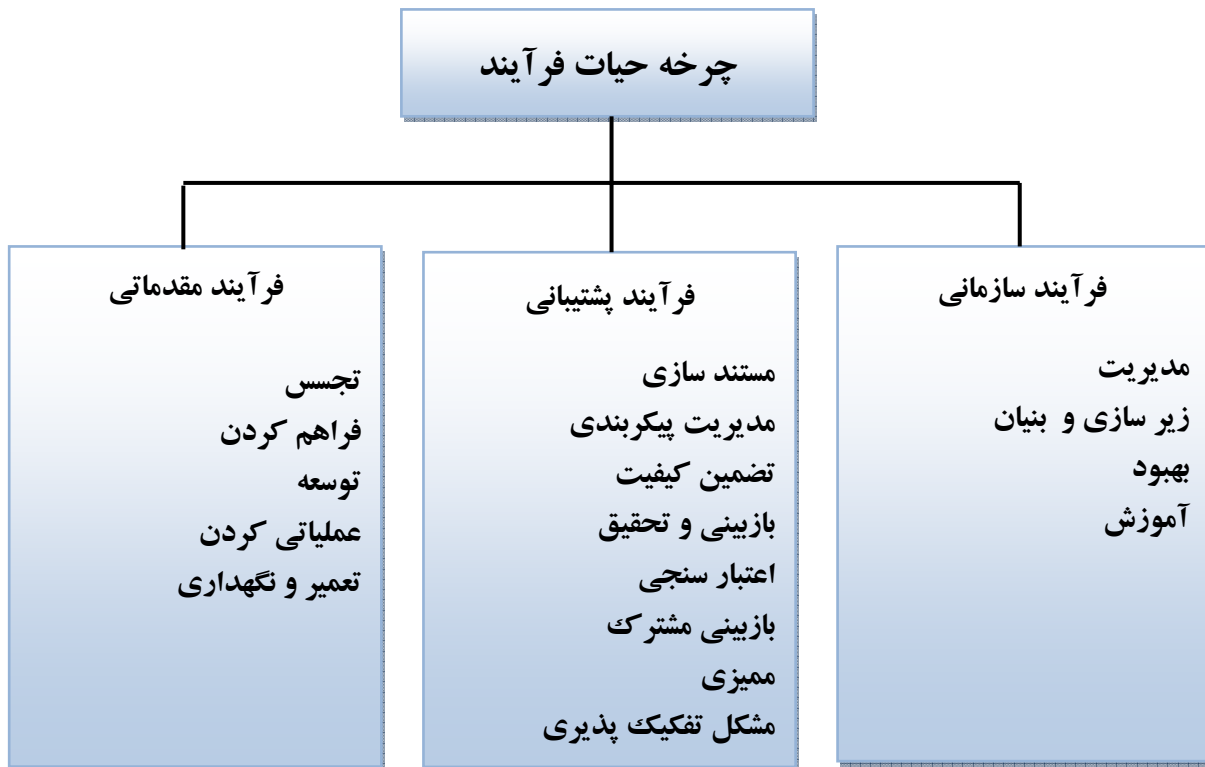 چرخه حیات فرآیند
فرآیند سازمانی
مدیریت
زیر سازی و بنیان
بهبود
آموزش
فرآیند پشتیبانی
مستند سازی
مدیریت پیکربندی
تضمین کیفیت
بازبینی و تحقیق
اعتبار سنجی
بازبینی مشترک
ممیزی
مشکل تفکیک پذیری
فرآیند مقدماتی
تجسس
فراهم کردن
توسعه
عملیاتی کردن
تعمیر و نگهداری